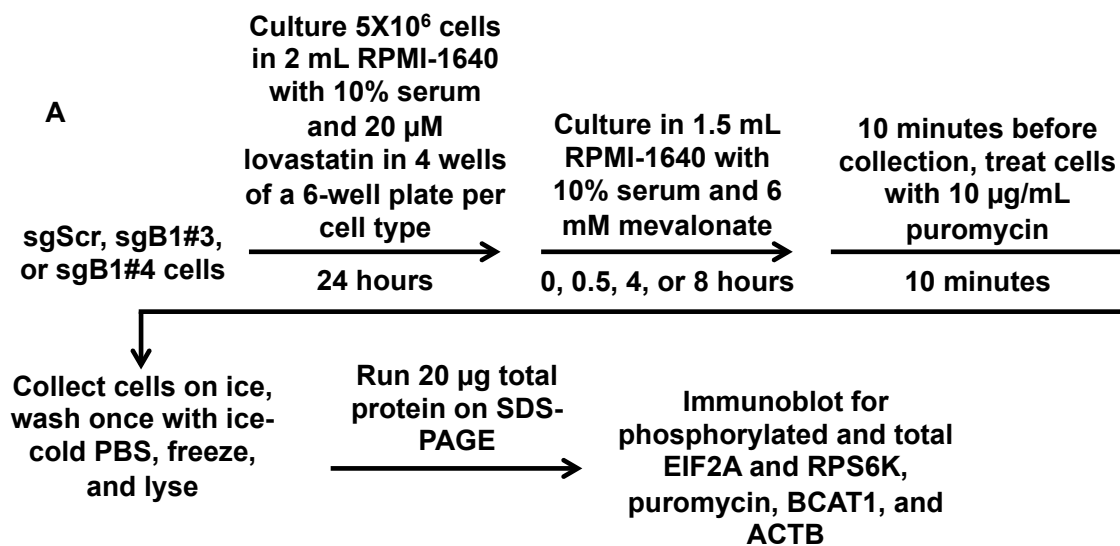 A
sgScr, sgB1#3,
or sgB1#4 cells
Culture 5X10⁶ cells
in 2 mL RPMI-1640
with 10% serum
and 20 µM
lovastatin in 4 wells
of a 6-well plate per
cell type
24 hours
Culture in 1.5 mL
RPMI-1640 with
10% serum and 6
mM mevalonate
0, 0.5, 4, or 8 hours
10 minutes before
collection, treat cells
with 10 µg/mL
puromycin
10 minutes
Collect cells on ice,
wash once with ice-
cold PBS, freeze,
and lyse
Run 20 µg total
protein on SDS-
PAGE
Immunoblot for
phosphorylated and total
EIF2A and RPS6K,
puromycin, BCAT1, and
ACTB